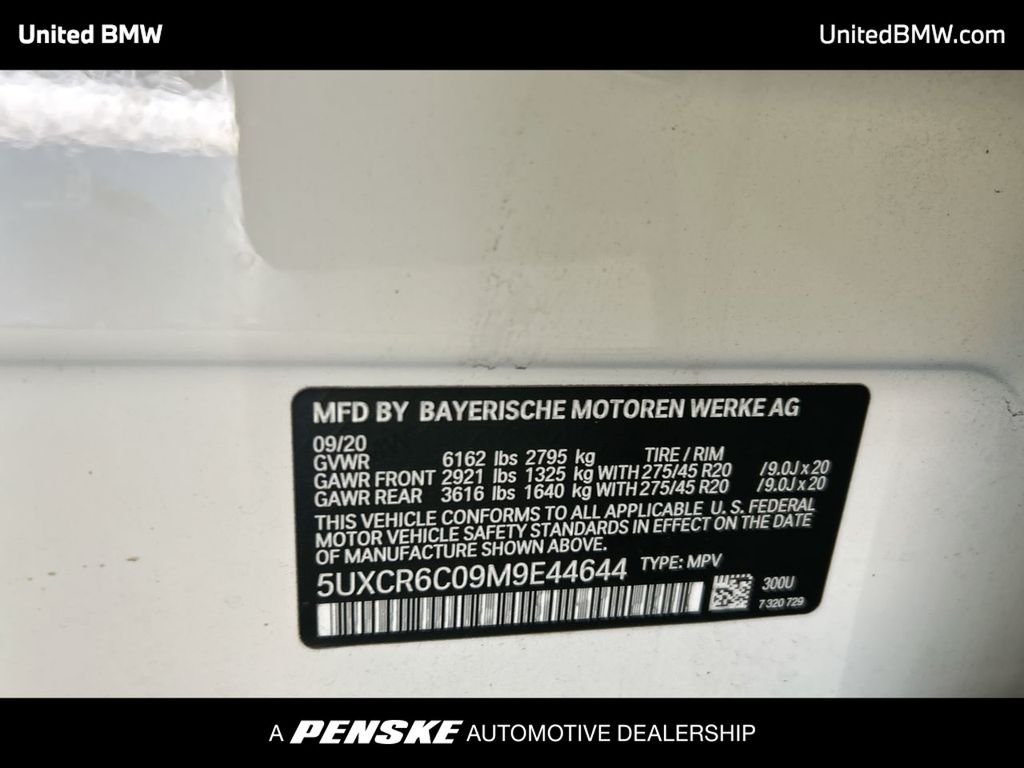 United BMW
UnitedBMW.com
MFD BY BAYERISCHE MOTOREN WERKE AG
09/20
GVWR 6162 lbs 2795 kg TIRE / RIM
GAWR FRONT 2921 lbs 1325 kg WITH 275/45 R20 /9.0J x 20
GAWR REAR 3616 lbs 1640 kg WITH 275/45 R20 /9.0J x 20
THIS VEHICLE CONFORMS TO ALL APPLICABLE U. S. FEDERAL
MOTOR VEHICLE SAFETY STANDARDS IN EFFECT ON THE DATE
OF MANUFACTURE SHOWN ABOVE.
5UXCR6C09M9E44644 TYPE: MPV
300U
7 320 729
A PENSKE AUTOMOTIVE DEALERSHIP